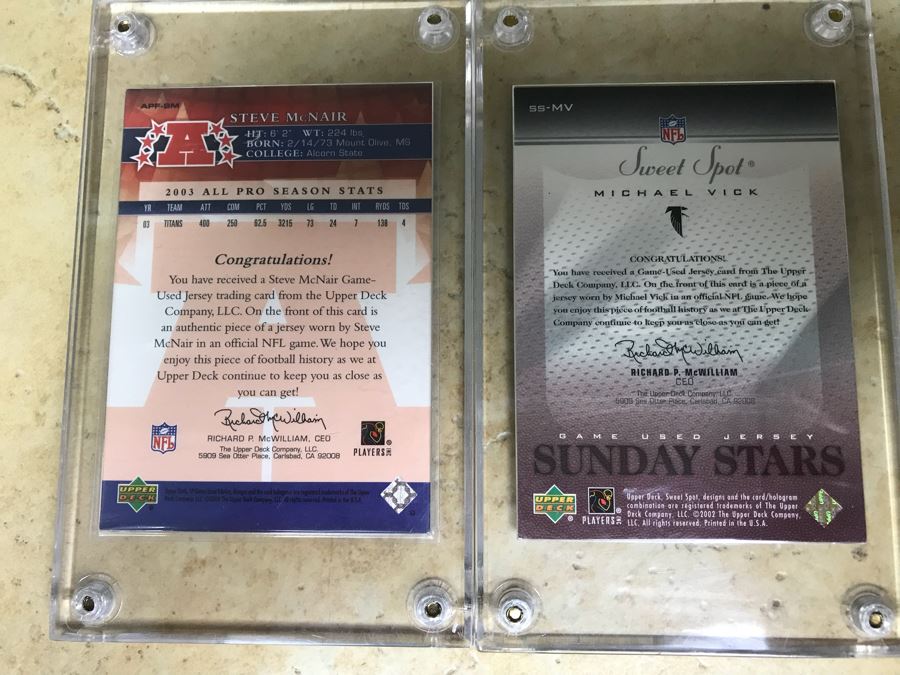 APF-SM
STEVE McNAIR
HT: 6' 2" WT: 224 lbs.
BORN: 2/14/73 Mount Olive, MS
COLLEGE: Alcorn State
A
2003 ALL PRO SEASON STATS
YR TEAM ATT COM PCT YDS LG TD INT RYDS TDS
03 TITANS 400 250 62.5 3215 73 24 7 138 4
Congratulations!
You have received a Steve McNair Game-
Used Jersey trading card from the Upper Deck
Company, LLC. On the front of this card is
an authentic piece of a jersey worn by Steve
McNair in an official NFL game. We hope you
enjoy this piece of football history as we at
Upper Deck continue to keep you as close as
you can get!
Richard P. McWilliam
RICHARD P. McWILLIAM, CEO
The Upper Deck Company, LLC
5909 Sea Otter Place, Carlsbad, CA 92008
NFL
PLAYERS INC
UPPER DECK
SS-MV
NFL
Sweet Spot®
MICHAEL VICK
CONGRATULATIONS!
You have received a Game-Used Jersey card from The Upper
Deck Company, LLC. On the front of this card is a piece of a
jersey worn by Michael Vick in an official NFL game. We hope
you enjoy this piece of football history as we at The Upper Deck
Company continue to keep you as close as you can get!
Richard P. McWilliam
RICHARD P. McWILLIAM
CEO
The Upper Deck Company, LLC
5909 Sea Otter Place, Carlsbad, CA 92008
GAME USED JERSEY
SUNDAY STARS
UPPER DECK
PLAYERS INC
Upper Deck, Sweet Spot, designs and the card/hologram
combination are registered trademarks of The Upper
Deck Company, LLC. ©2002 The Upper Deck Company,
LLC. All rights reserved. Printed in the U.S.A.